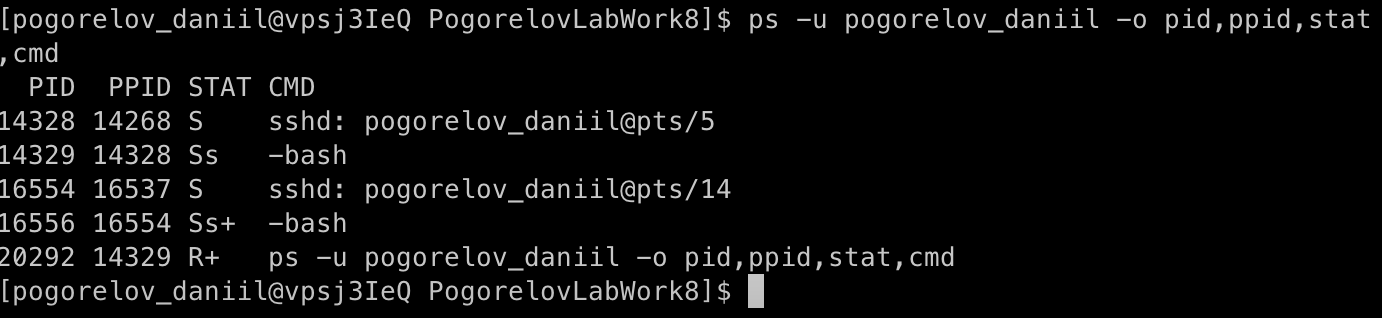 [pogorelov_daniil@vpsj3IeQ PogorelovLabWork8]$ ps -u pogorelov_daniil -o pid,ppid,stat
,cmd
  PID  PPID STAT CMD
14328 14268 S    sshd: pogorelov_daniil@pts/5
14329 14328 Ss   -bash
16554 16537 S    sshd: pogorelov_daniil@pts/14
16556 16554 Ss+  -bash
20292 14329 R+   ps -u pogorelov_daniil -o pid,ppid,stat,cmd
[pogorelov_daniil@vpsj3IeQ PogorelovLabWork8]$